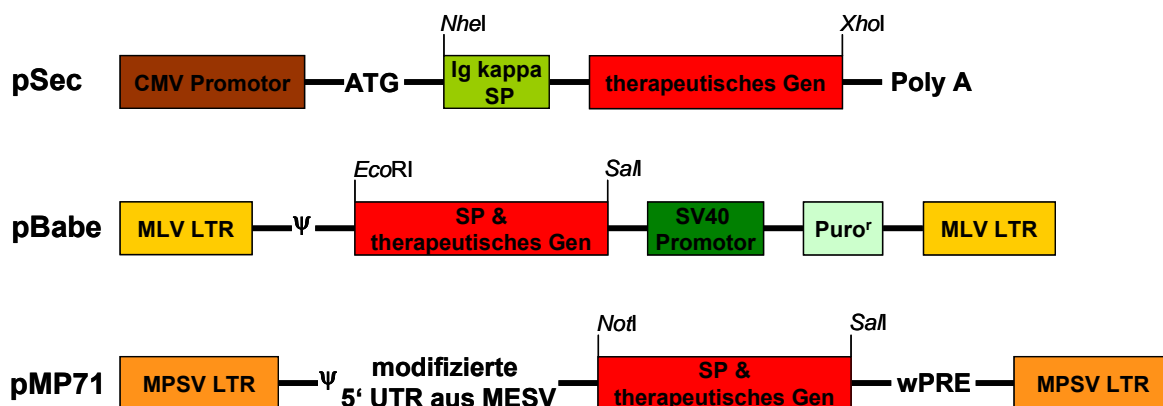 NheI
XhoI
pSec
CMV Promotor
ATG
Ig kappa
SP
therapeutisches Gen
Poly A
EcoRI
SalI
pBabe
MLV LTR
Ψ
SP &
therapeutisches Gen
SV40
Promotor
Puroʳ
MLV LTR
NotI
SalI
pMP71
MPSV LTR
Ψ
modifizierte
5‘ UTR aus MESV
SP &
therapeutisches Gen
wPRE
MPSV LTR